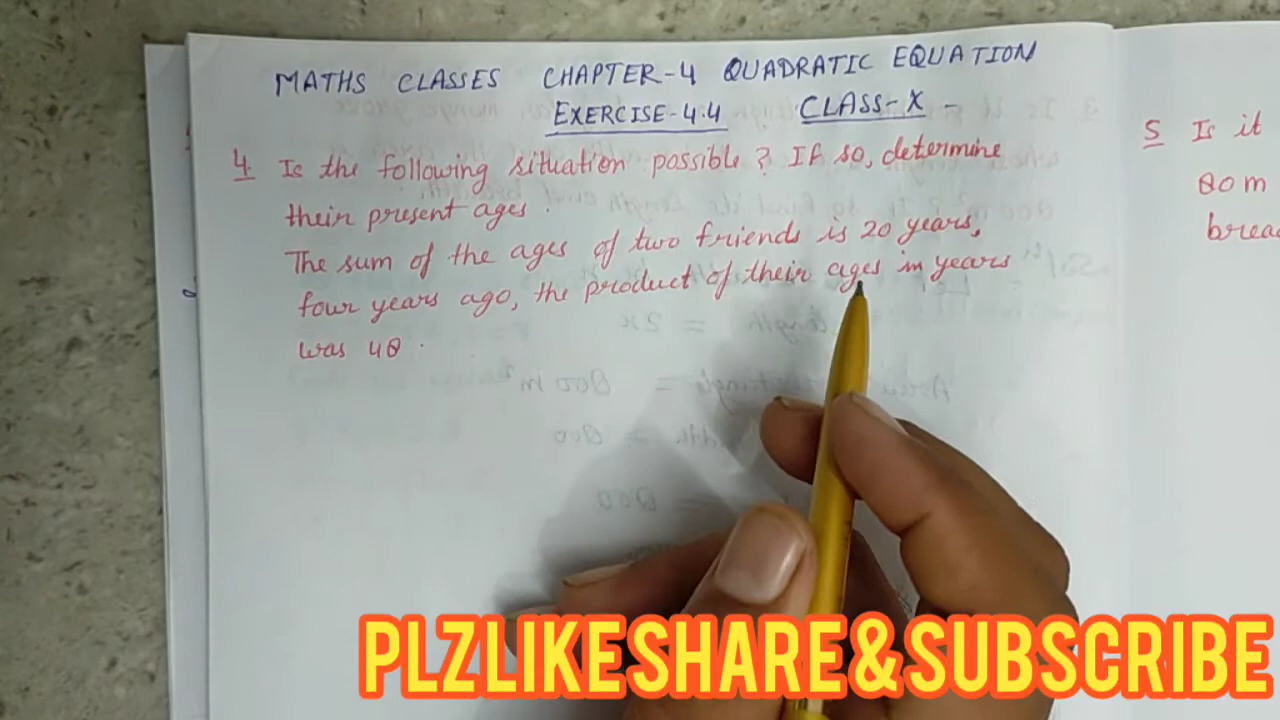 MATHS CLASSES CHAPTER-4 QUADRATIC EQUATION
EXERCISE-4.4 CLASS-X -
4 Is the following situation possible? If so, determine
their present ages.
The sum of the ages of two friends is 20 years,
four years ago, the product of their ages in years
was 48.
5 Is it
80m
brea
PLZ LIKE SHARE & SUBSCRIBE